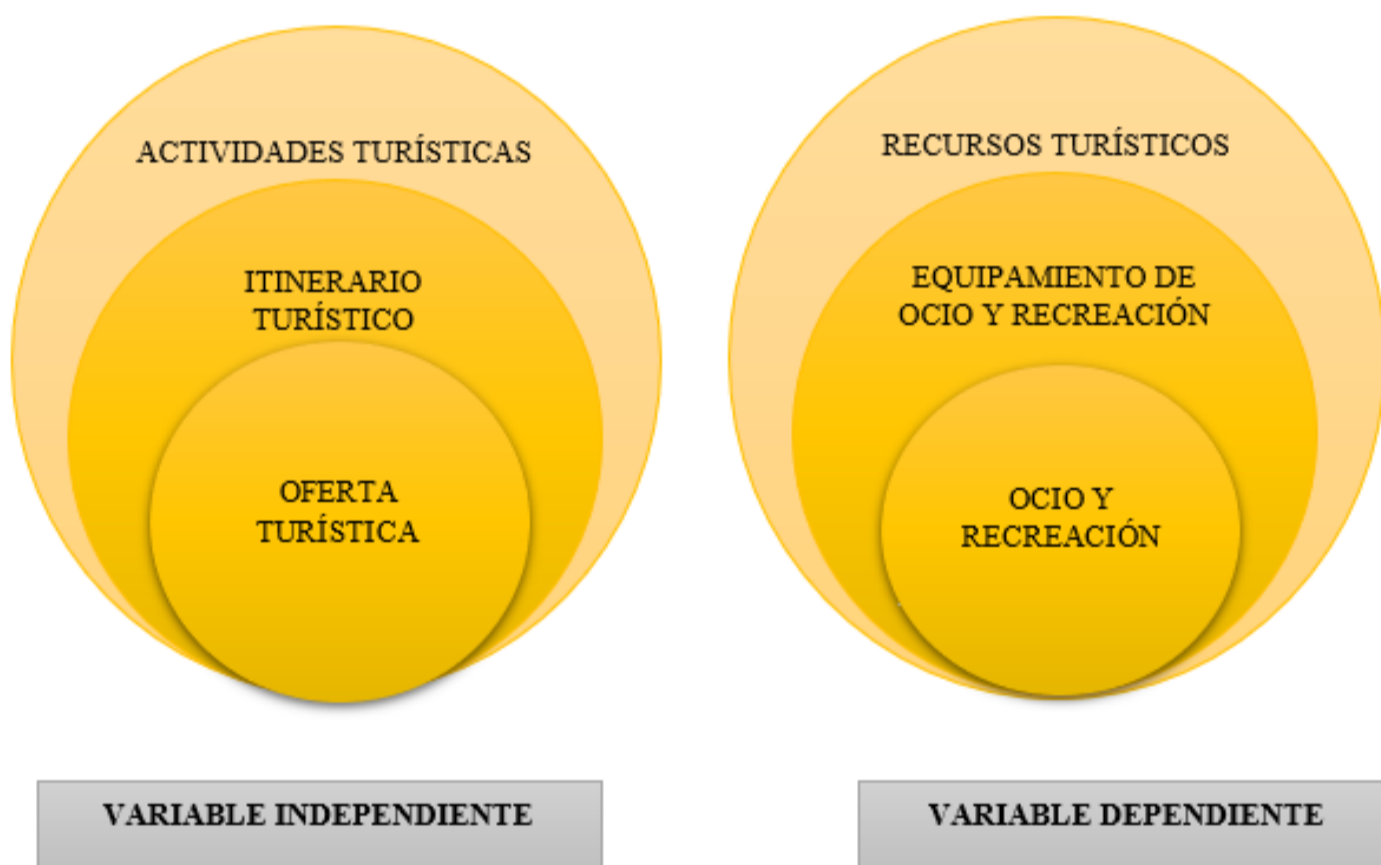 ACTIVIDADES TURÍSTICAS
ITINERARIO
TURÍSTICO
OFERTA
TURÍSTICA
VARIABLE INDEPENDIENTE
RECURSOS TURÍSTICOS
EQUIPAMIENTO DE
OCIO Y RECREACIÓN
OCIO Y
RECREACIÓN
VARIABLE DEPENDIENTE